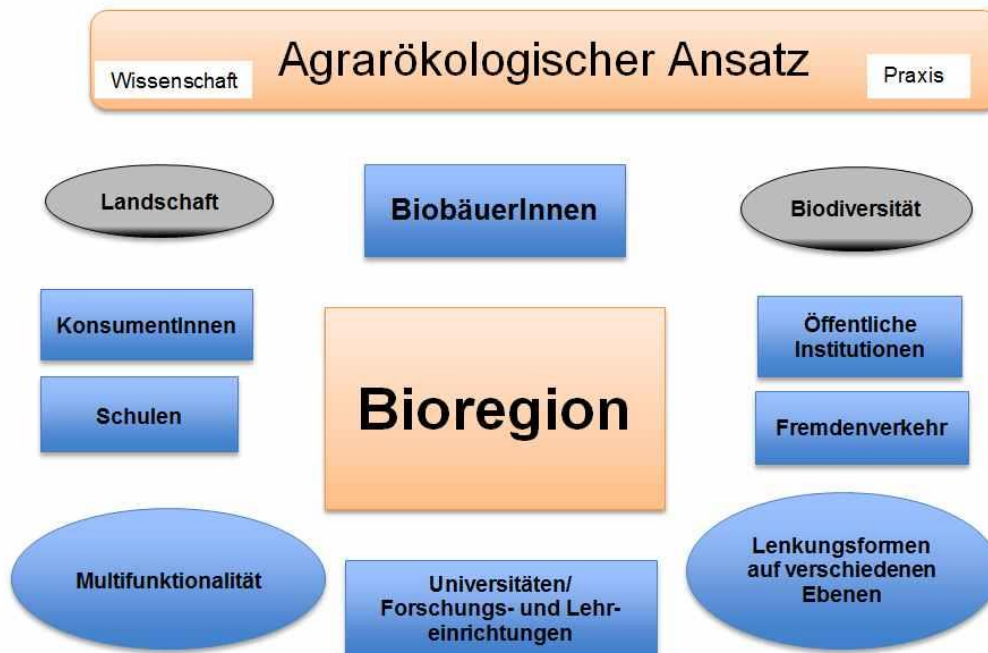 Agrarökologischer Ansatz
Wissenschaft
Praxis
Landschaft
BiobäuerInnen
Biodiversität
KonsumentInnen
Öffentliche
Institutionen
Schulen
Bioregion
Fremdenverkehr
Multifunktionalität
Universitäten/
Forschungs- und Lehr-
einrichtungen
Lenkungsformen
auf verschiedenen
Ebenen